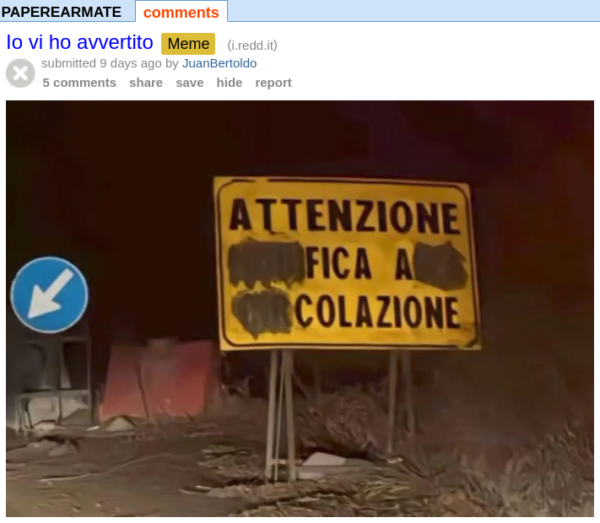 PAPEREARMATE comments
Io vi ho avvertito Meme (i.redd.it)
submitted 9 days ago by JuanBertoldo
5 comments share save hide report
ATTENZIONE
FICA A
COLAZIONE